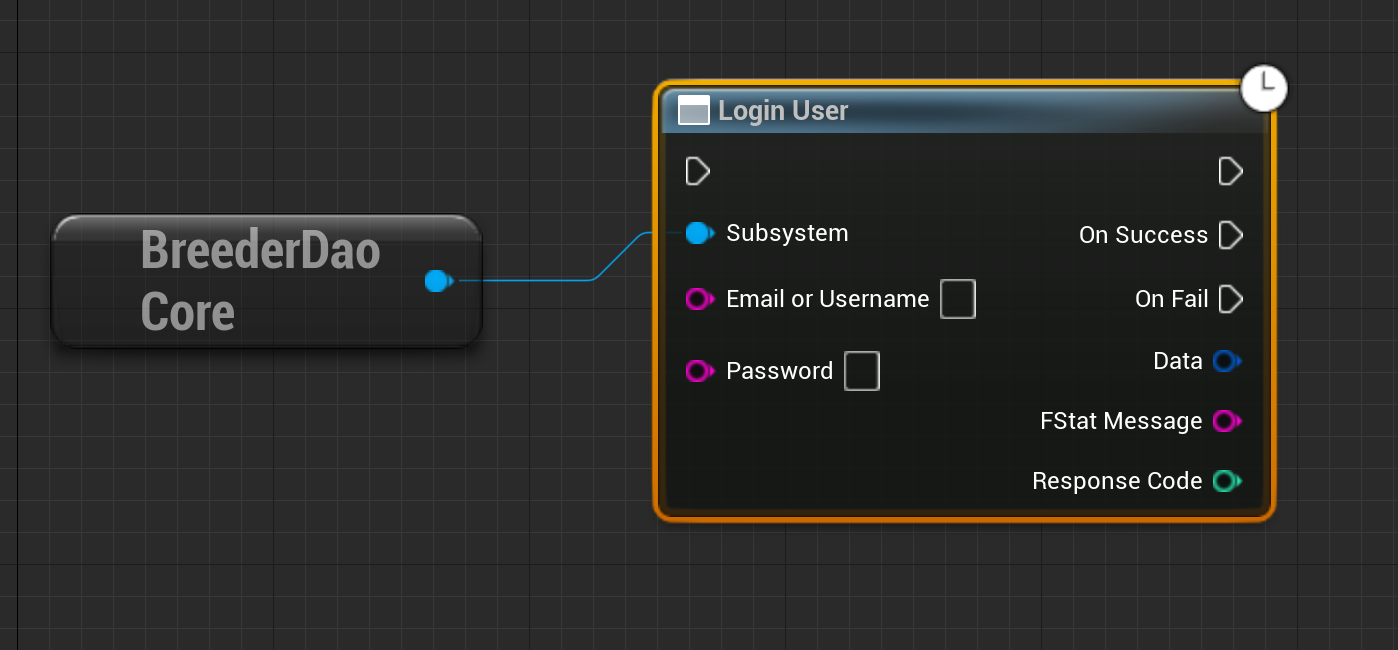 Login User
BreederDao
Core
Subsystem
Email or Username
Password
On Success
On Fail
Data
FStat Message
Response Code